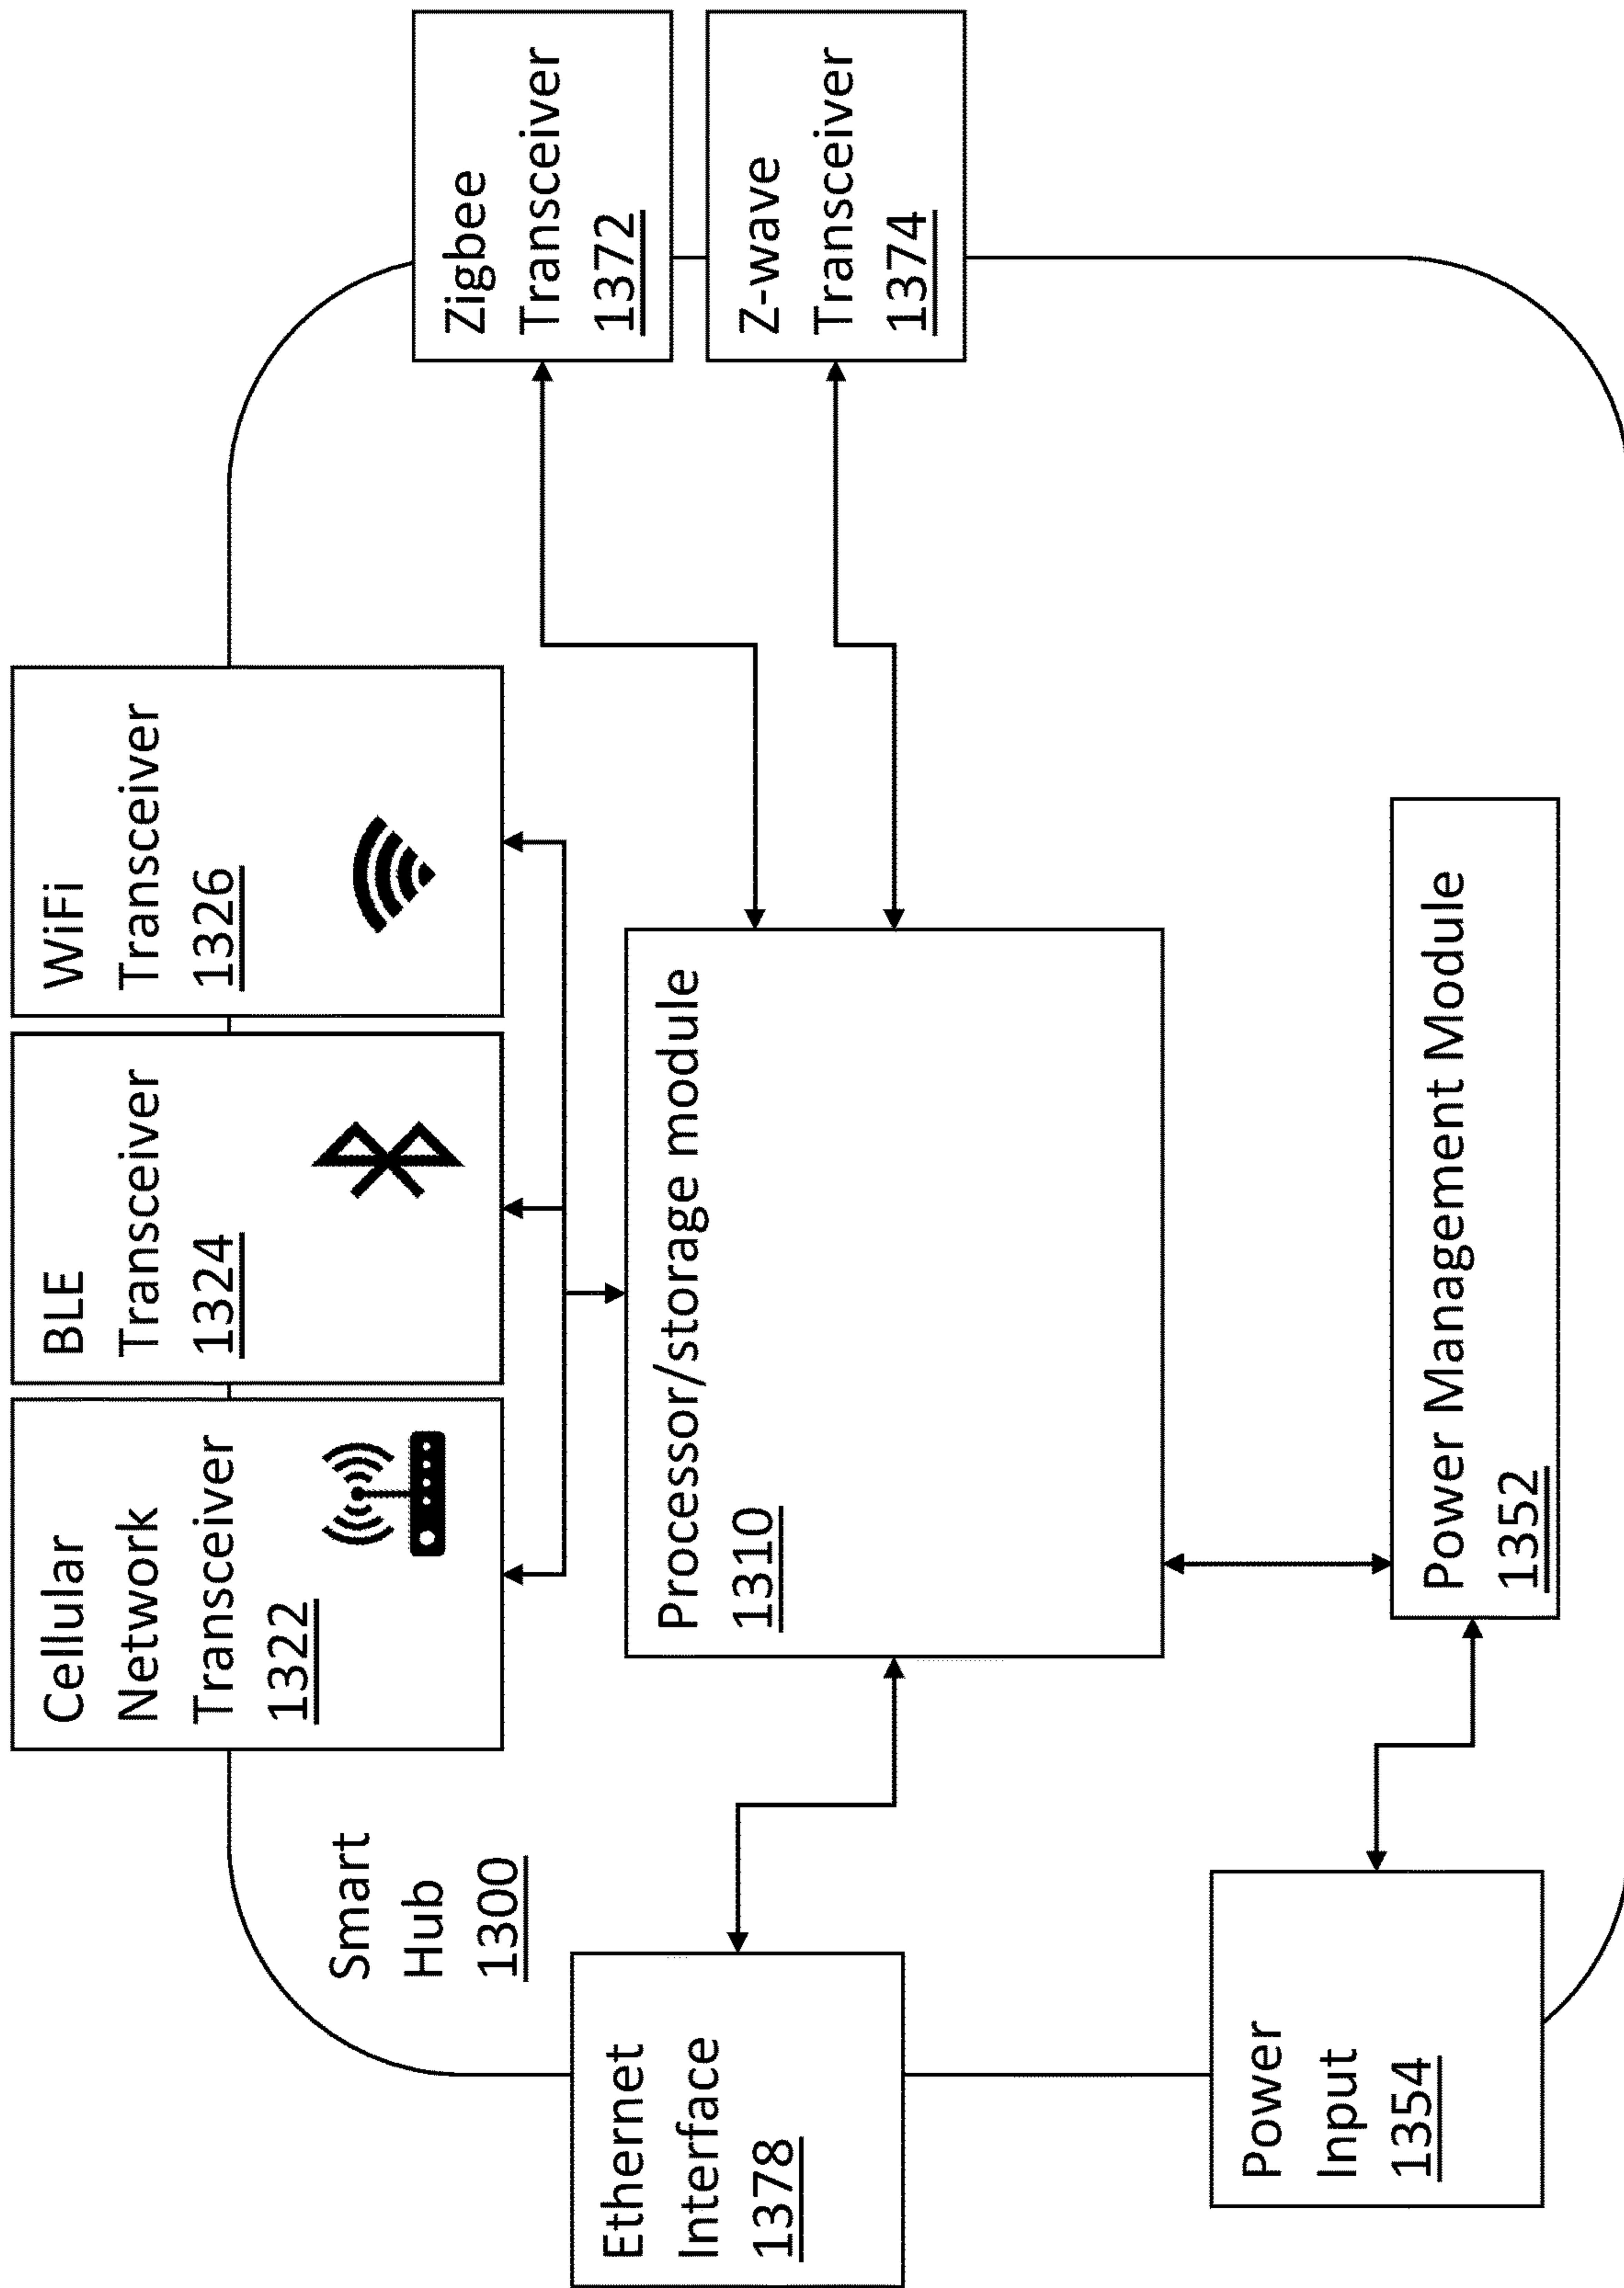 Cellular
Network
Transceiver
1322
BLE
Transceiver
1324
WiFi
Transceiver
1326
Smart
Hub
1300
Zigbee
Transceiver
1372
Z-wave
Transceiver
1374
Ethernet
Interface
1378
Processor/storage module
1310
Power
Input
1354
Power Management Module
1352